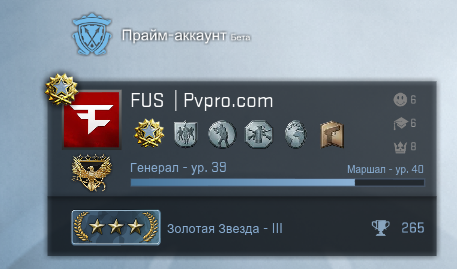 Прайм-аккаунт Бета
FUS | Pvpro.com
6
6
8
Генерал - ур. 39
Маршал - ур. 40
Золотая Звезда - III
265